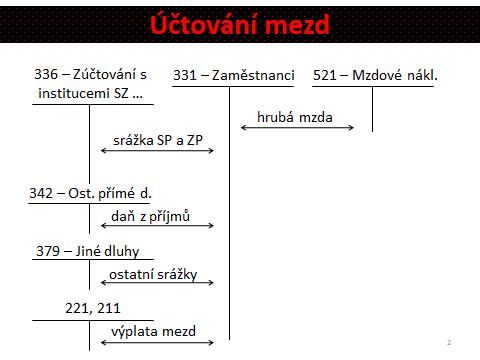 Účtování mezd
336 – Zúčtování s
institucemi SZ ...
331 – Zaměstnanci
521 – Mzdové nákl.
hrubá mzda
srážka SP a ZP
342 – Ost. přímé d.
daň z příjmů
379 – Jiné dluhy
ostatní srážky
221, 211
výplata mezd
2